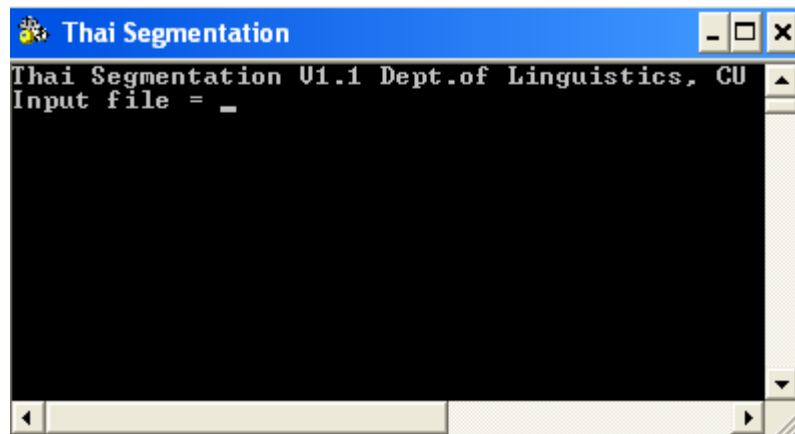 Thai Segmentation
Thai Segmentation V1.1 Dept.of Linguistics, CU
Input file = _